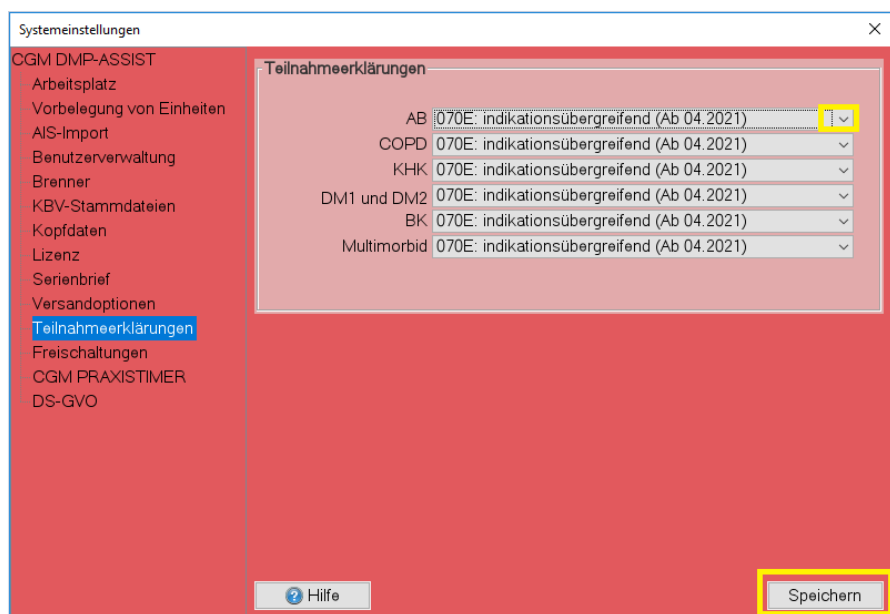 Systemeinstellungen
CGM DMP-ASSIST
Arbeitsplatz
Vorbelegung von Einheiten
AIS-Import
Benutzerverwaltung
Brenner
KBV-Stammdateien
Kopfdaten
Lizenz
Serienbrief
Versandoptionen
Teilnahmeerklärungen
Freischaltungen
CGM PRAXISTIMER
DS-GVO
Teilnahmeerklärungen
AB 070E: indikationsübergreifend (Ab 04.2021)
COPD 070E: indikationsübergreifend (Ab 04.2021)
KHK 070E: indikationsübergreifend (Ab 04.2021)
DM1 und DM2 070E: indikationsübergreifend (Ab 04.2021)
BK 070E: indikationsübergreifend (Ab 04.2021)
Multimorbid 070E: indikationsübergreifend (Ab 04.2021)
Hilfe
Speichern